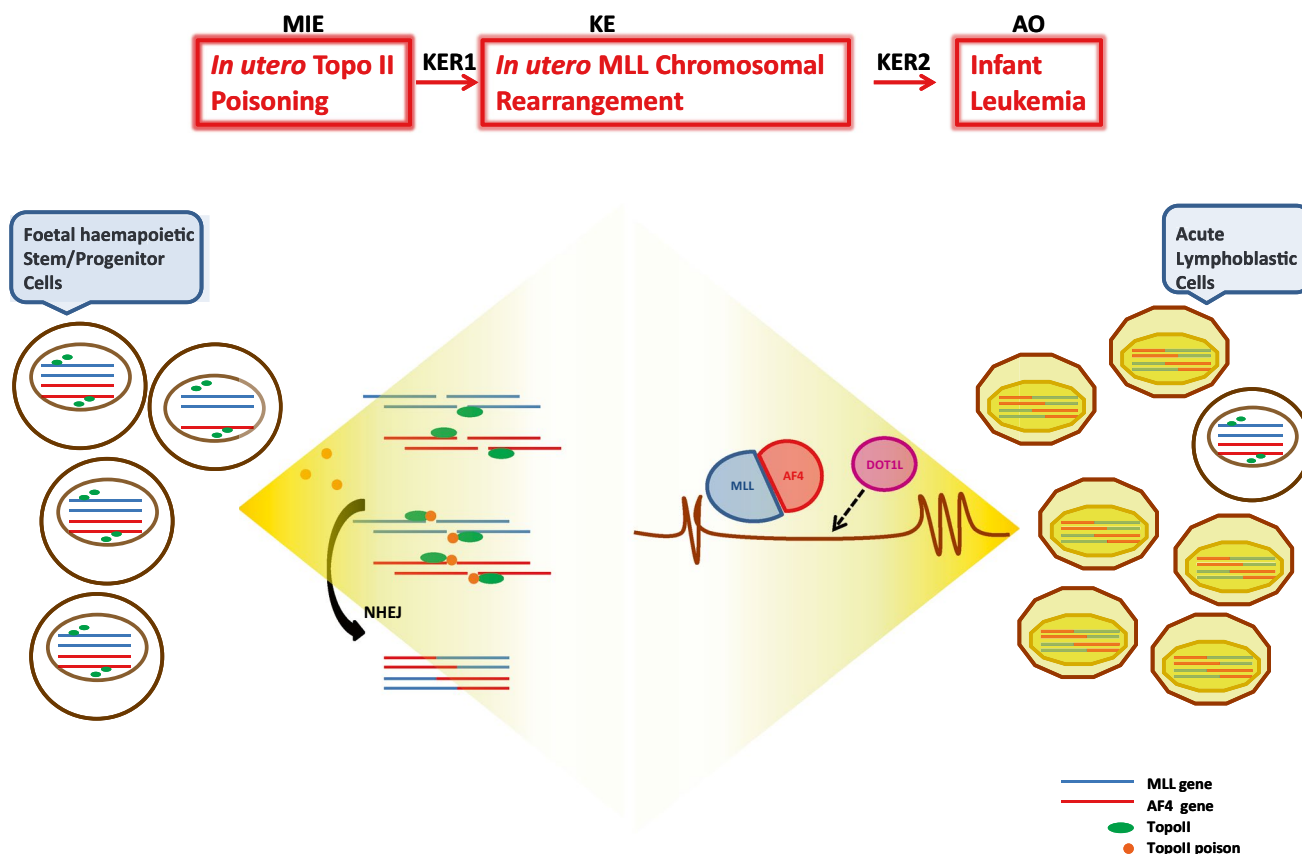 MIE
KE
AO
In utero Topo II
Poisoning
KER1
In utero MLL Chromosomal
Rearrangement
KER2
Infant
Leukemia
Foetal haemapoietic
Stem/Progenitor
Cells
Acute
Lymphoblastic
Cells
MLL
AF4
DOT1L
NHEJ
MLL gene
AF4 gene
TopoII
TopoII poison